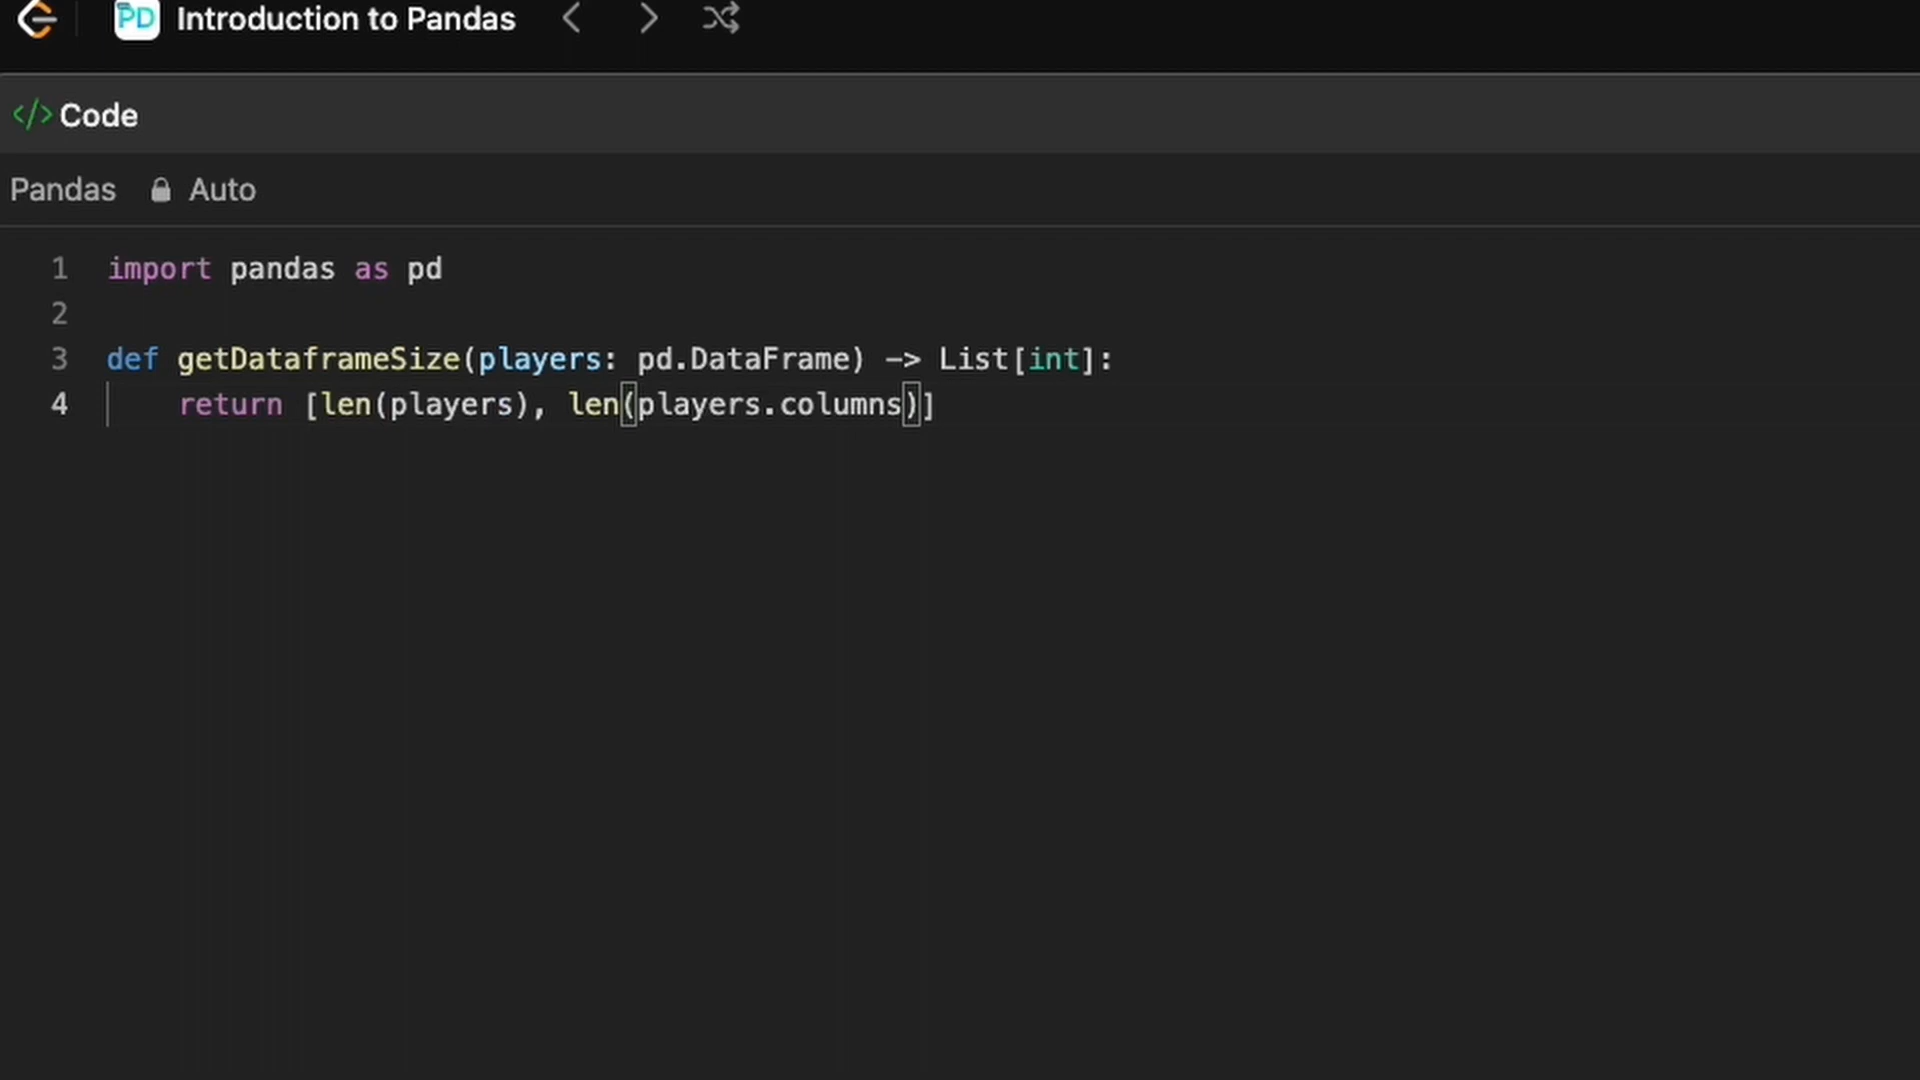 PD Introduction to Pandas
</> Code
Pandas Auto
1 import pandas as pd
2
3 def getDataframeSize(players: pd.DataFrame) -> List[int]:
4     return [len(players), len(players.columns)]